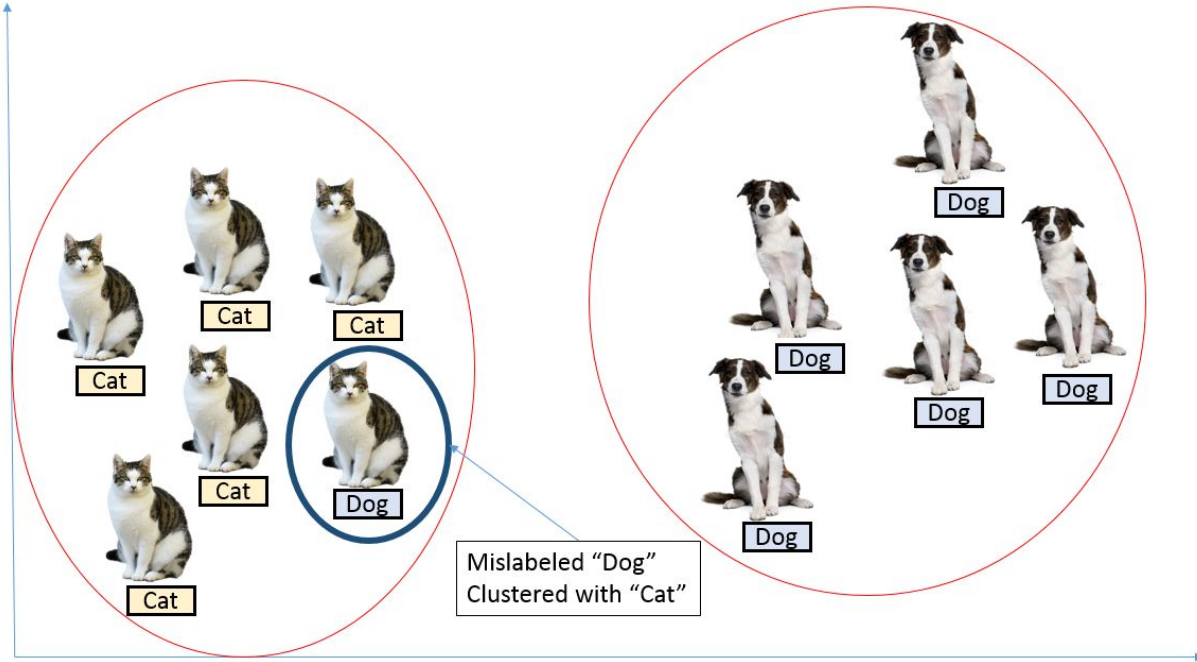 Cat
Cat
Cat
Cat
Dog
Cat
Mislabeled “Dog”
Clustered with “Cat”
Dog
Dog
Dog
Dog
Dog